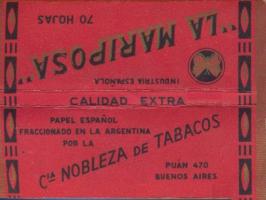 "LA MARIPOSA"
70 HOJAS
INDUSTRIA ESPAÑOLA
CALIDAD EXTRA
PAPEL ESPAÑOL
FRACCIONADO EN LA ARGENTINA
POR LA
Cía NOBLEZA DE TABACOS
PUÁN 470
BUENOS AIRES